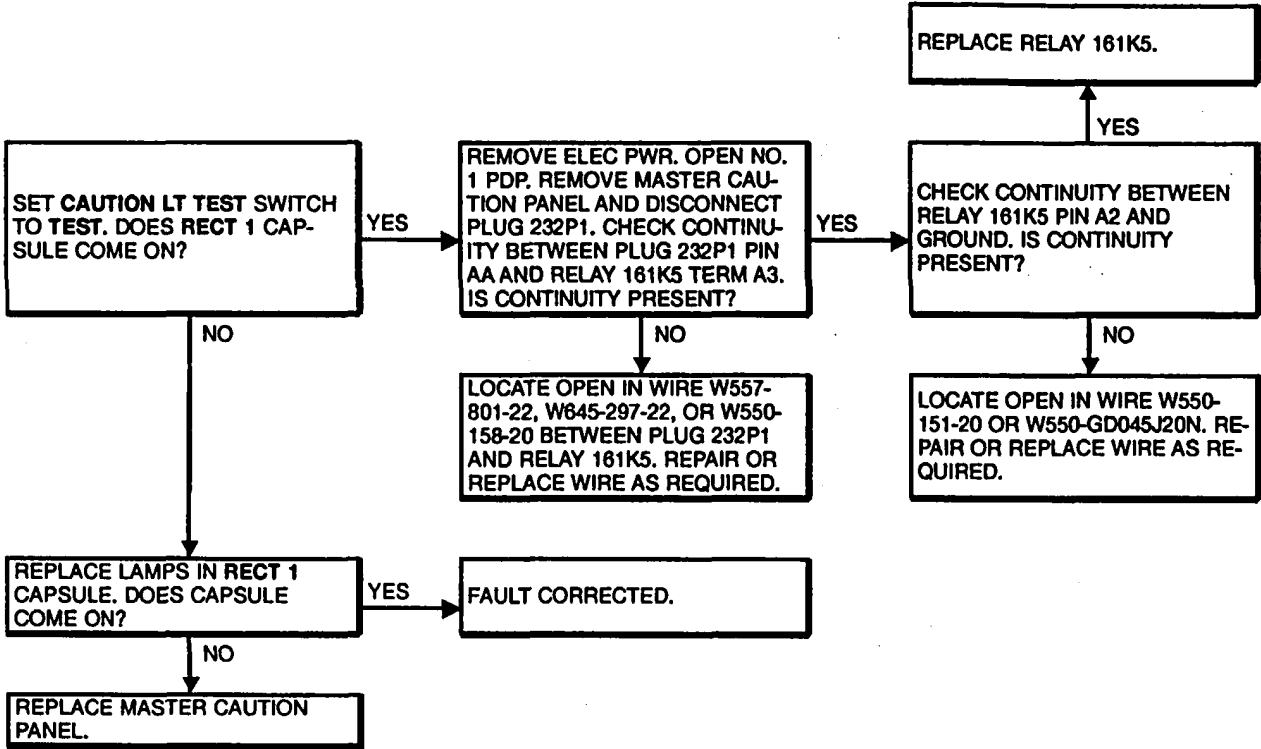 REPLACE RELAY 161K5.
YES
SET CAUTION LT TEST SWITCH
TO TEST. DOES RECT 1 CAP-
SULE COME ON?
YES
REMOVE ELEC PWR. OPEN NO.
1 PDP. REMOVE MASTER CAU-
TION PANEL AND DISCONNECT
PLUG 232P1. CHECK CONTINU-
ITY BETWEEN PLUG 232P1 PIN
AA AND RELAY 161K5 TERM A3.
IS CONTINUITY PRESENT?
YES
CHECK CONTINUITY BETWEEN
RELAY 161K5 PIN A2 AND
GROUND. IS CONTINUITY
PRESENT?
NO
NO
NO
LOCATE OPEN IN WIRE W557-
801-22, W645-297-22, OR W550-
158-20 BETWEEN PLUG 232P1
AND RELAY 161K5. REPAIR OR
REPLACE WIRE AS REQUIRED.
LOCATE OPEN IN WIRE W550-
151-20 OR W550-GD045J20N. RE-
PAIR OR REPLACE WIRE AS RE-
QUIRED.
REPLACE LAMPS IN RECT 1
CAPSULE. DOES CAPSULE
COME ON?
YES
FAULT CORRECTED.
NO
REPLACE MASTER CAUTION
PANEL.